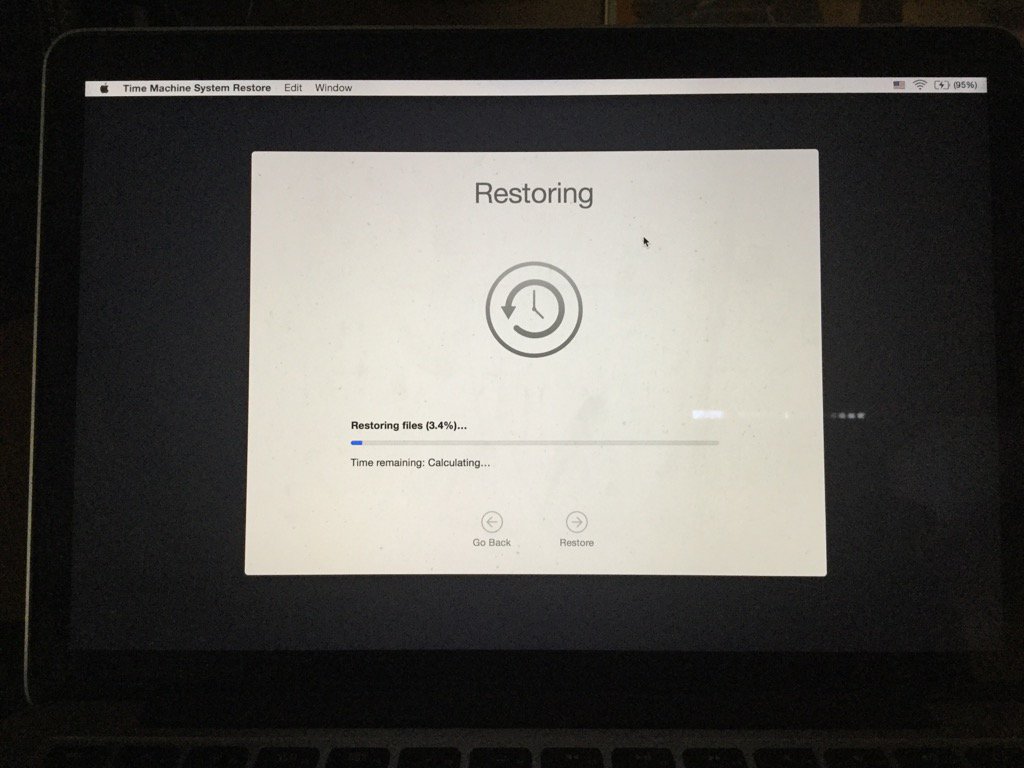 Time Machine System Restore Edit Window (95%)
Restoring
Restoring files (3.4%)...
Time remaining: Calculating...
Go Back Restore